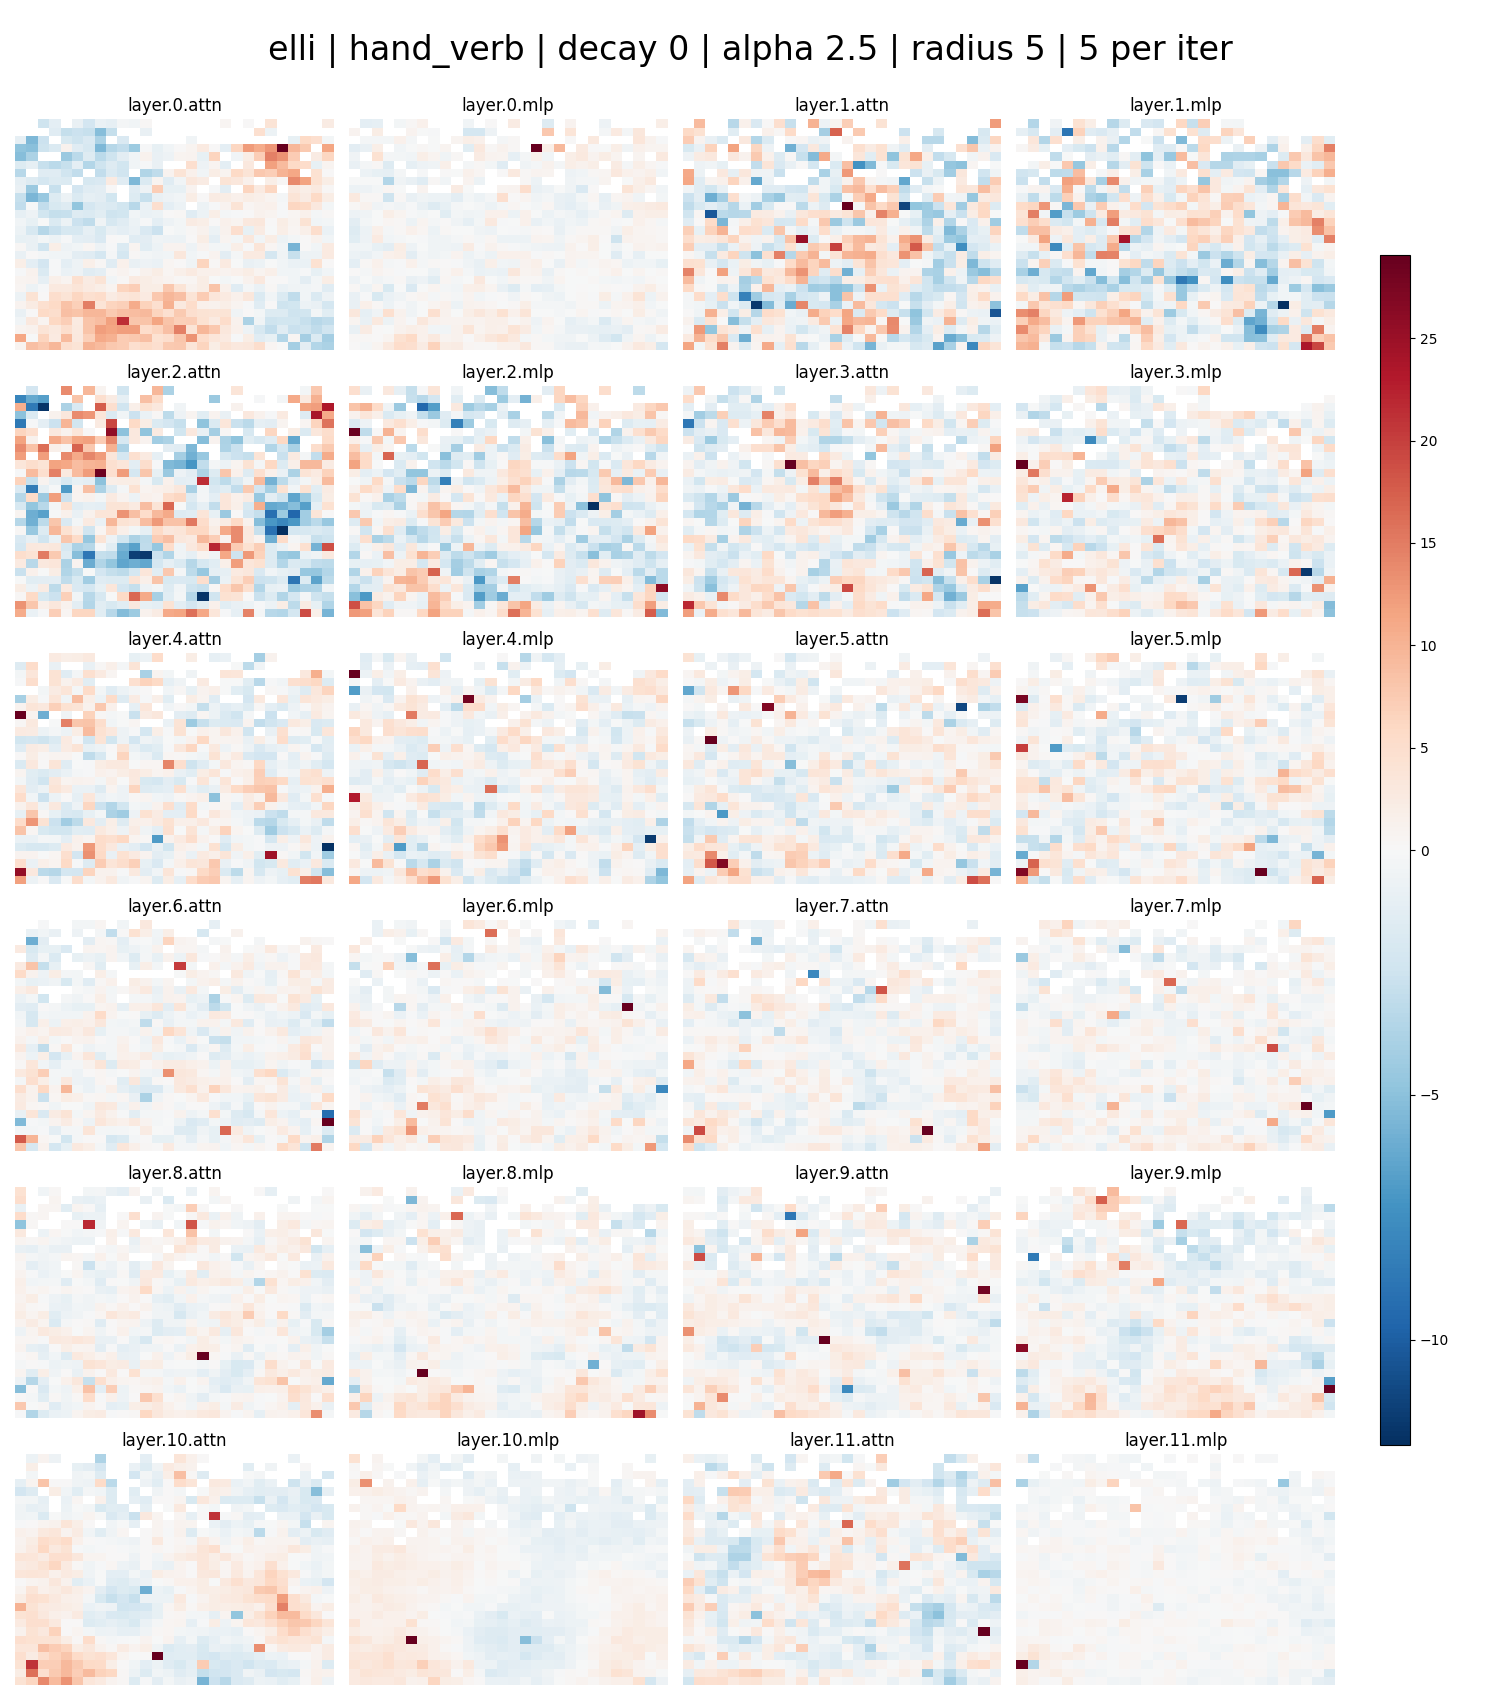 elli | hand_verb | decay 0 | alpha 2.5 | radius 5 | 5 per iter
layer.0.attn layer.0.mlp layer.1.attn layer.1.mlp
layer.2.attn layer.2.mlp layer.3.attn layer.3.mlp
layer.4.attn layer.4.mlp layer.5.attn layer.5.mlp
layer.6.attn layer.6.mlp layer.7.attn layer.7.mlp
layer.8.attn layer.8.mlp layer.9.attn layer.9.mlp
layer.10.attn layer.10.mlp layer.11.attn layer.11.mlp
25
20
15
10
5
0
−5
−10